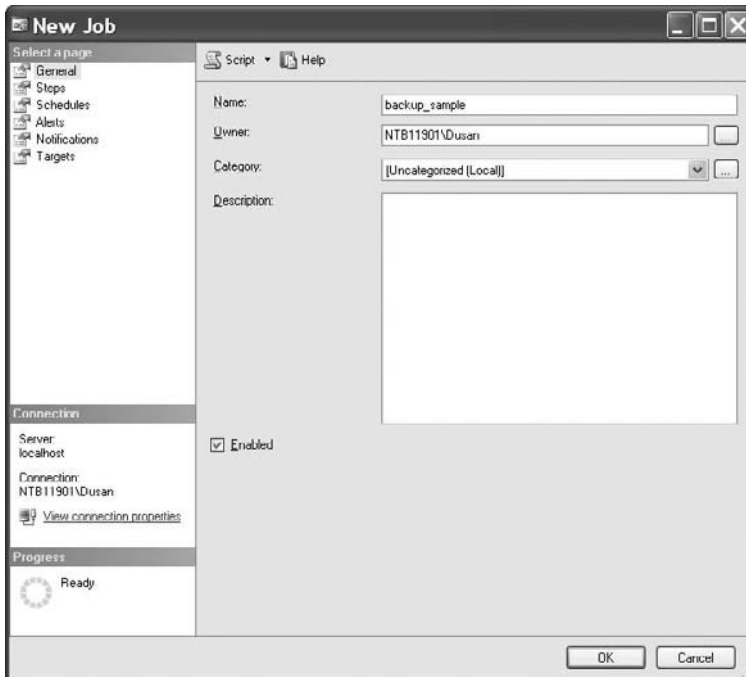 New Job
Select a page
General
Steps
Schedules
Alerts
Notifications
Targets
Script
Help
Name:
backup_sample
Owner:
NTB11901\Dusan
...
Category:
[Uncategorized (Local)]
...
Description:
Enabled
Connection
Server:
localhost
Connection:
NTB11901\Dusan
View connection properties
Progress
Ready
OK
Cancel